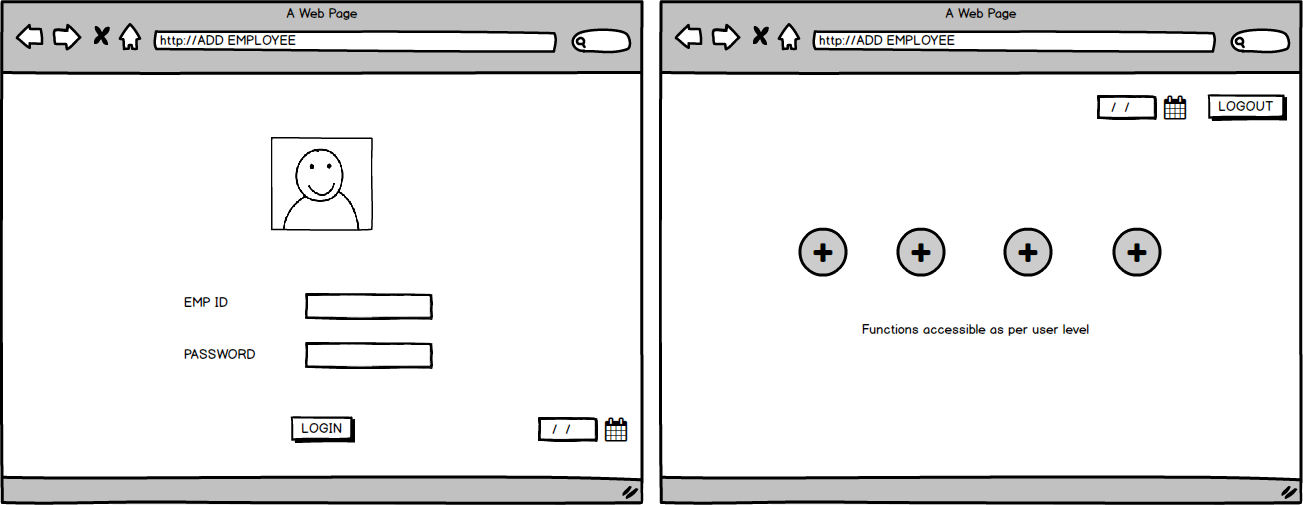 A Web Page
http://ADD EMPLOYEE
EMP ID
PASSWORD
LOGIN
/ /
A Web Page
http://ADD EMPLOYEE
/ /
LOGOUT
Functions accessible as per user level